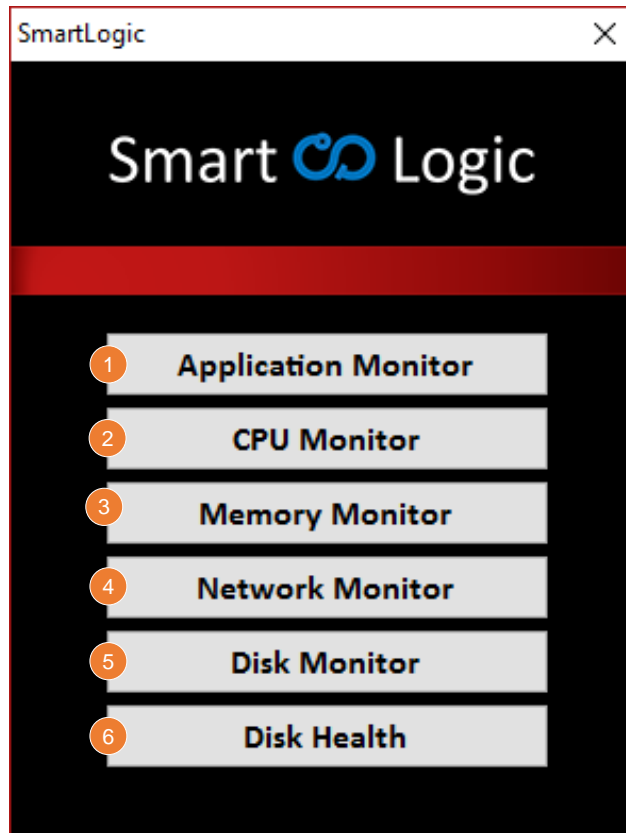 SmartLogic
Smart Logic
1 Application Monitor
2 CPU Monitor
3 Memory Monitor
4 Network Monitor
5 Disk Monitor
6 Disk Health